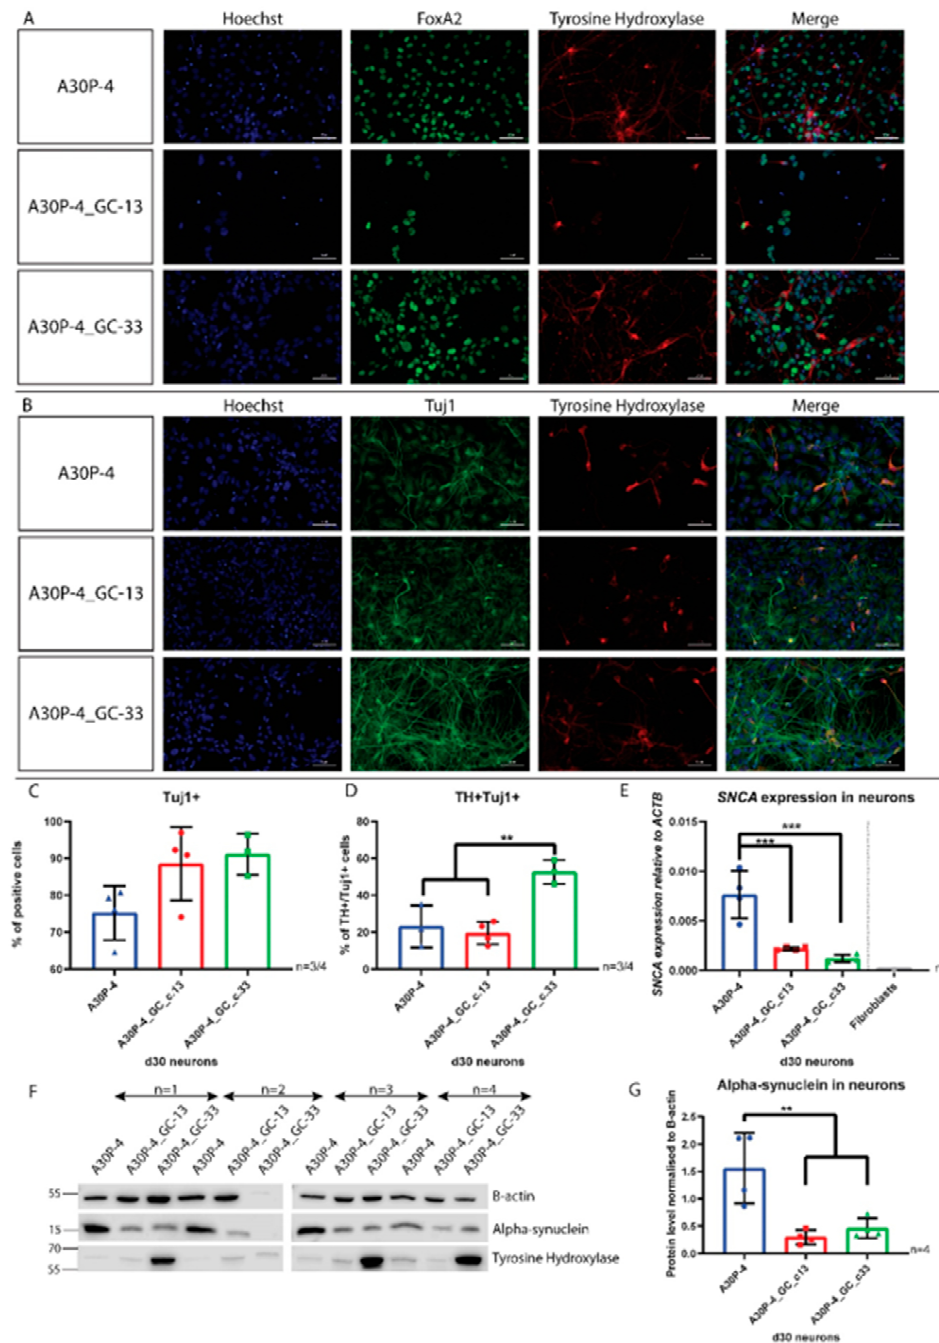 A
Hoechst FoxA2 Tyrosine Hydroxylase Merge
A30P-4
A30P-4_GC-13
A30P-4_GC-33
B
Hoechst Tuj1 Tyrosine Hydroxylase Merge
A30P-4
A30P-4_GC-13
A30P-4_GC-33
C
Tuj1+
% of positive cells
100
90
80
70
60
n=3/4
A30P-4 A30P-4_GC_c.13 A30P-4_GC_c.33
d30 neurons
D
TH+Tuj1+
% of TH+/Tuj1+ cells
80
60
40
20
0
**
n=3/4
A30P-4 A30P-4_GC_c.13 A30P-4_GC_c.33
d30 neurons
E
SNCA expression in neurons
SNCA expression relative to ACTB
0.015
0.010
0.005
0.000
***
***
n
A30P-4 A30P-4_GC_c13 A30P-4_GC_c33 Fibroblasts
d30 neurons
F
n=1 n=2 n=3 n=4
A30P-4 A30P-4_GC-13 A30P-4_GC-33 A30P-4 A30P-4_GC-13 A30P-4_GC-33 A30P-4 A30P-4_GC-13 A30P-4_GC-33 A30P-4 A30P-4_GC-13 A30P-4_GC-33
55 B-actin
15 Alpha-synuclein
70
55 Tyrosine Hydroxylase
G
Alpha-synuclein in neurons
Protein level normalised to B-actin
2.5
2.0
1.5
1.0
0.5
0.0
**
n=4
A30P-4 A30P-4_GC_c13 A30P-4_GC_c33
d30 neurons